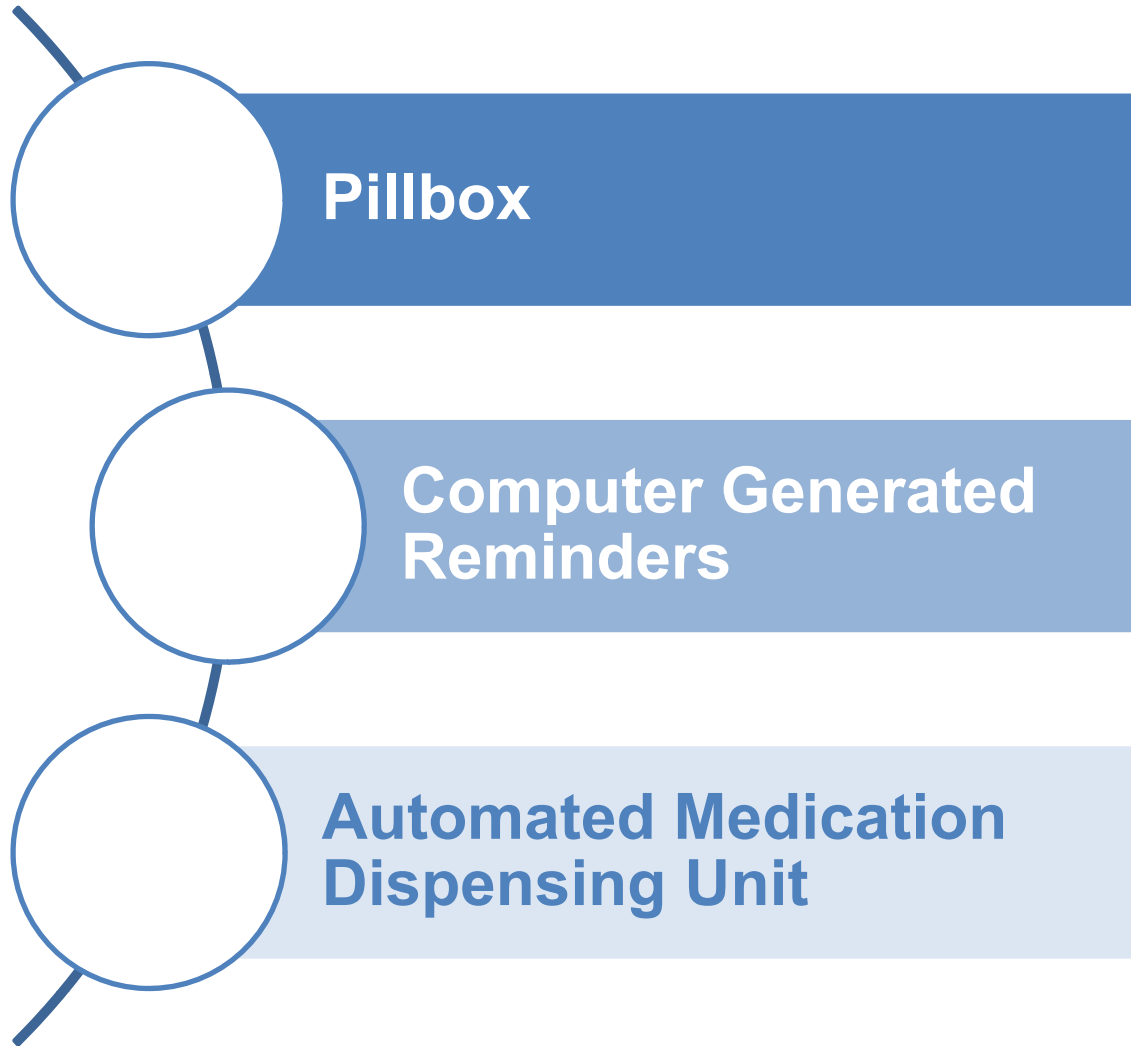 Pillbox
Computer Generated
Reminders
Automated Medication
Dispensing Unit